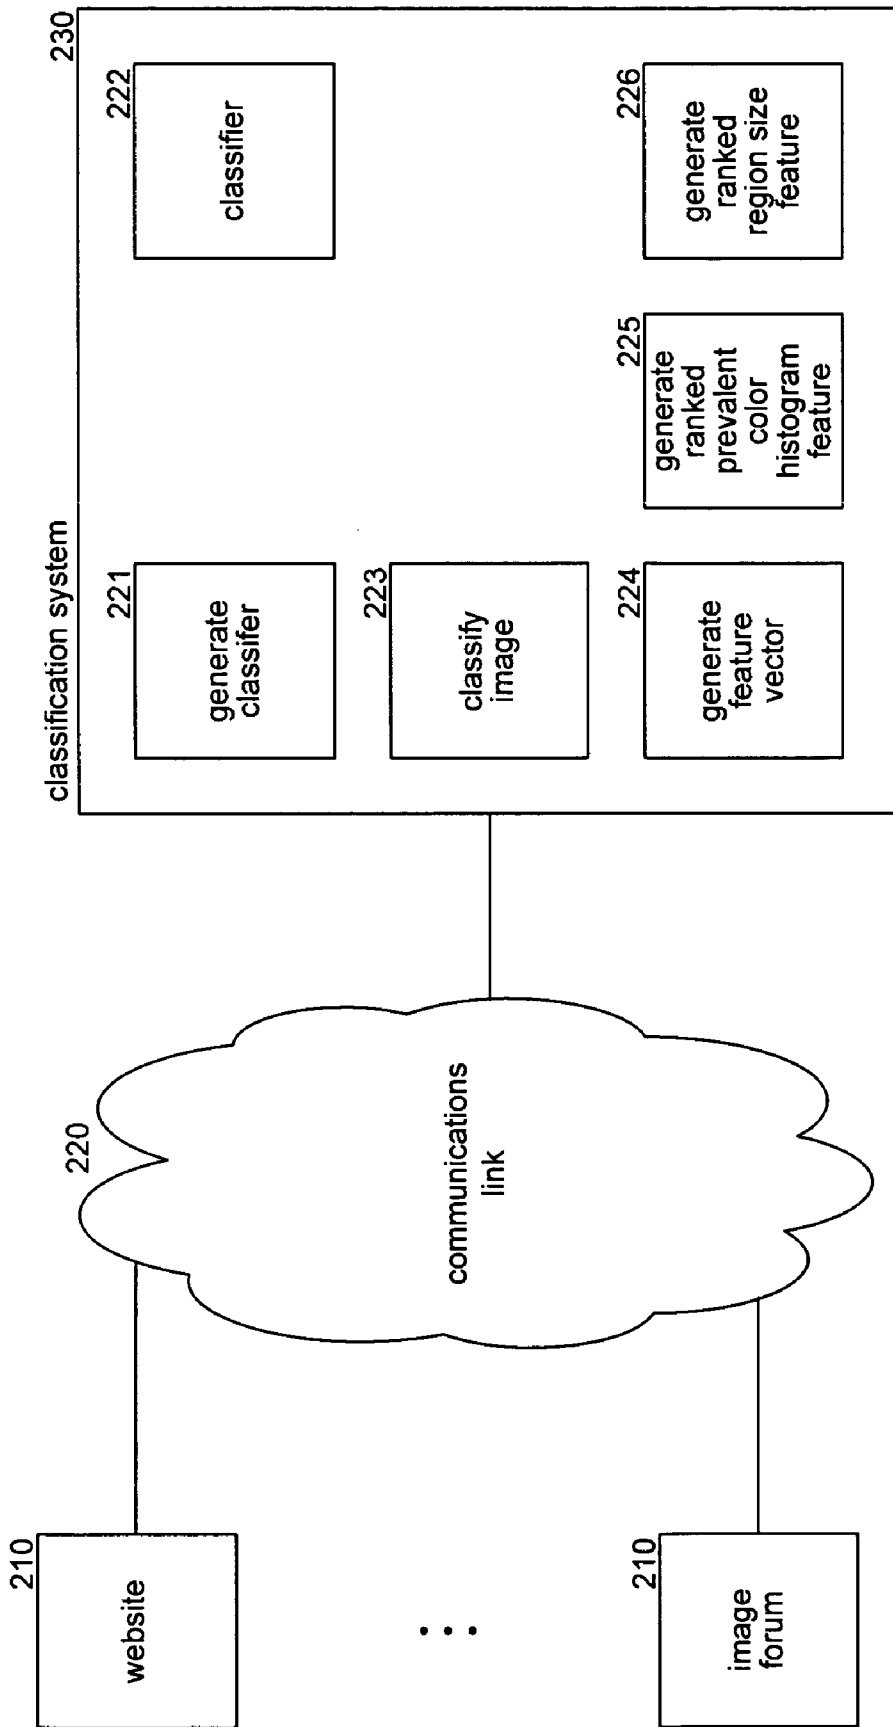 classification system
230
221
generate
classifer
222
classifier
223
classify
image
224
generate
feature
vector
225
generate
ranked
prevalent
color
histogram
feature
226
generate
ranked
region size
feature
220
communications
link
210
website
210
image
forum